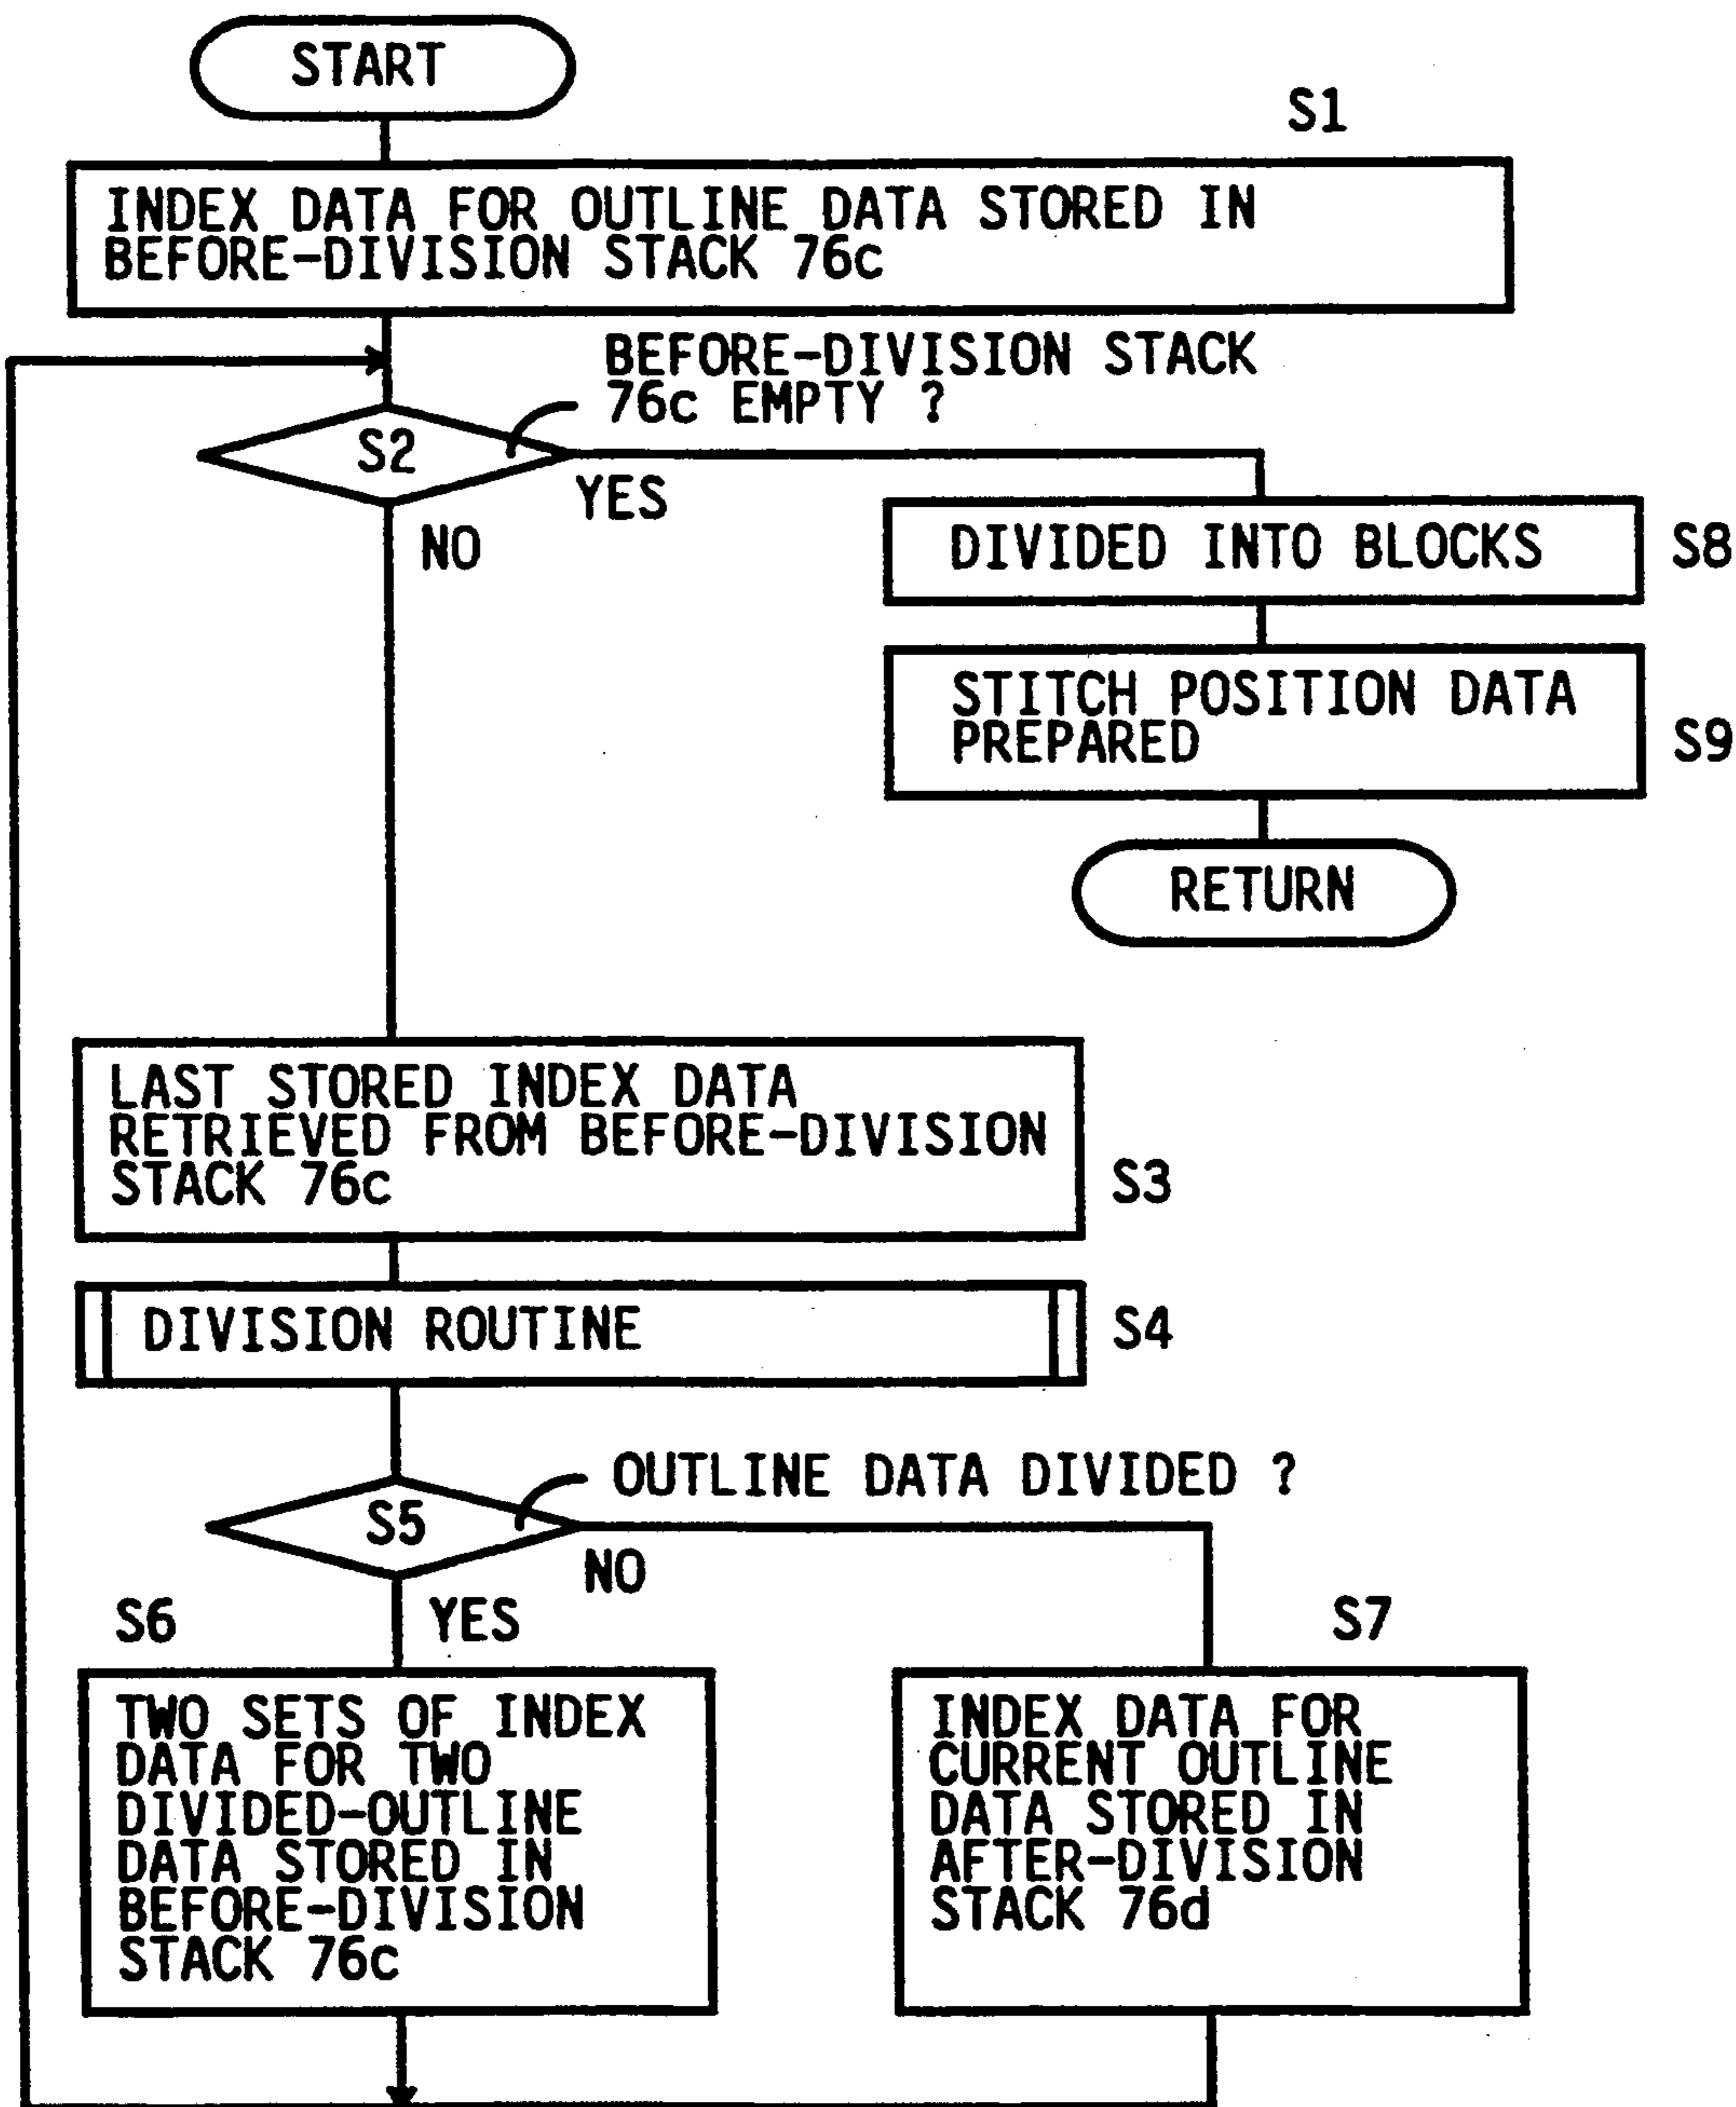 START
S1
INDEX DATA FOR OUTLINE DATA STORED IN
BEFORE-DIVISION STACK 76c
BEFORE-DIVISION STACK
76c EMPTY ?
S2
YES
NO
DIVIDED INTO BLOCKS
S8
STITCH POSITION DATA
PREPARED
S9
RETURN
LAST STORED INDEX DATA
RETRIEVED FROM BEFORE-DIVISION
STACK 76c
S3
DIVISION ROUTINE
S4
OUTLINE DATA DIVIDED ?
S5
NO
YES
S6
TWO SETS OF INDEX
DATA FOR TWO
DIVIDED-OUTLINE
DATA STORED IN
BEFORE-DIVISION
STACK 76c
S7
INDEX DATA FOR
CURRENT OUTLINE
DATA STORED IN
AFTER-DIVISION
STACK 76d